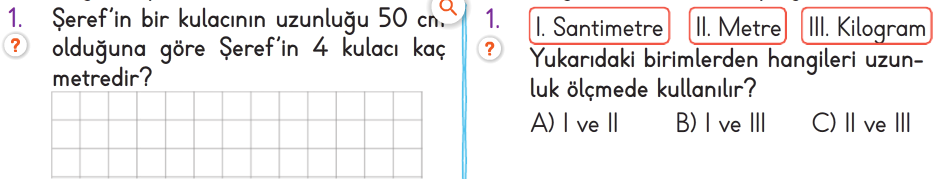 1. Şeref'in bir kulacının uzunluğu 50 cm
? olduğuna göre Şeref'in 4 kulacı kaç
metredir?
1. I. Santimetre II. Metre III. Kilogram
? Yukarıdaki birimlerden hangileri uzun-
luk ölçmede kullanılır?
A) I ve II B) I ve III C) II ve III